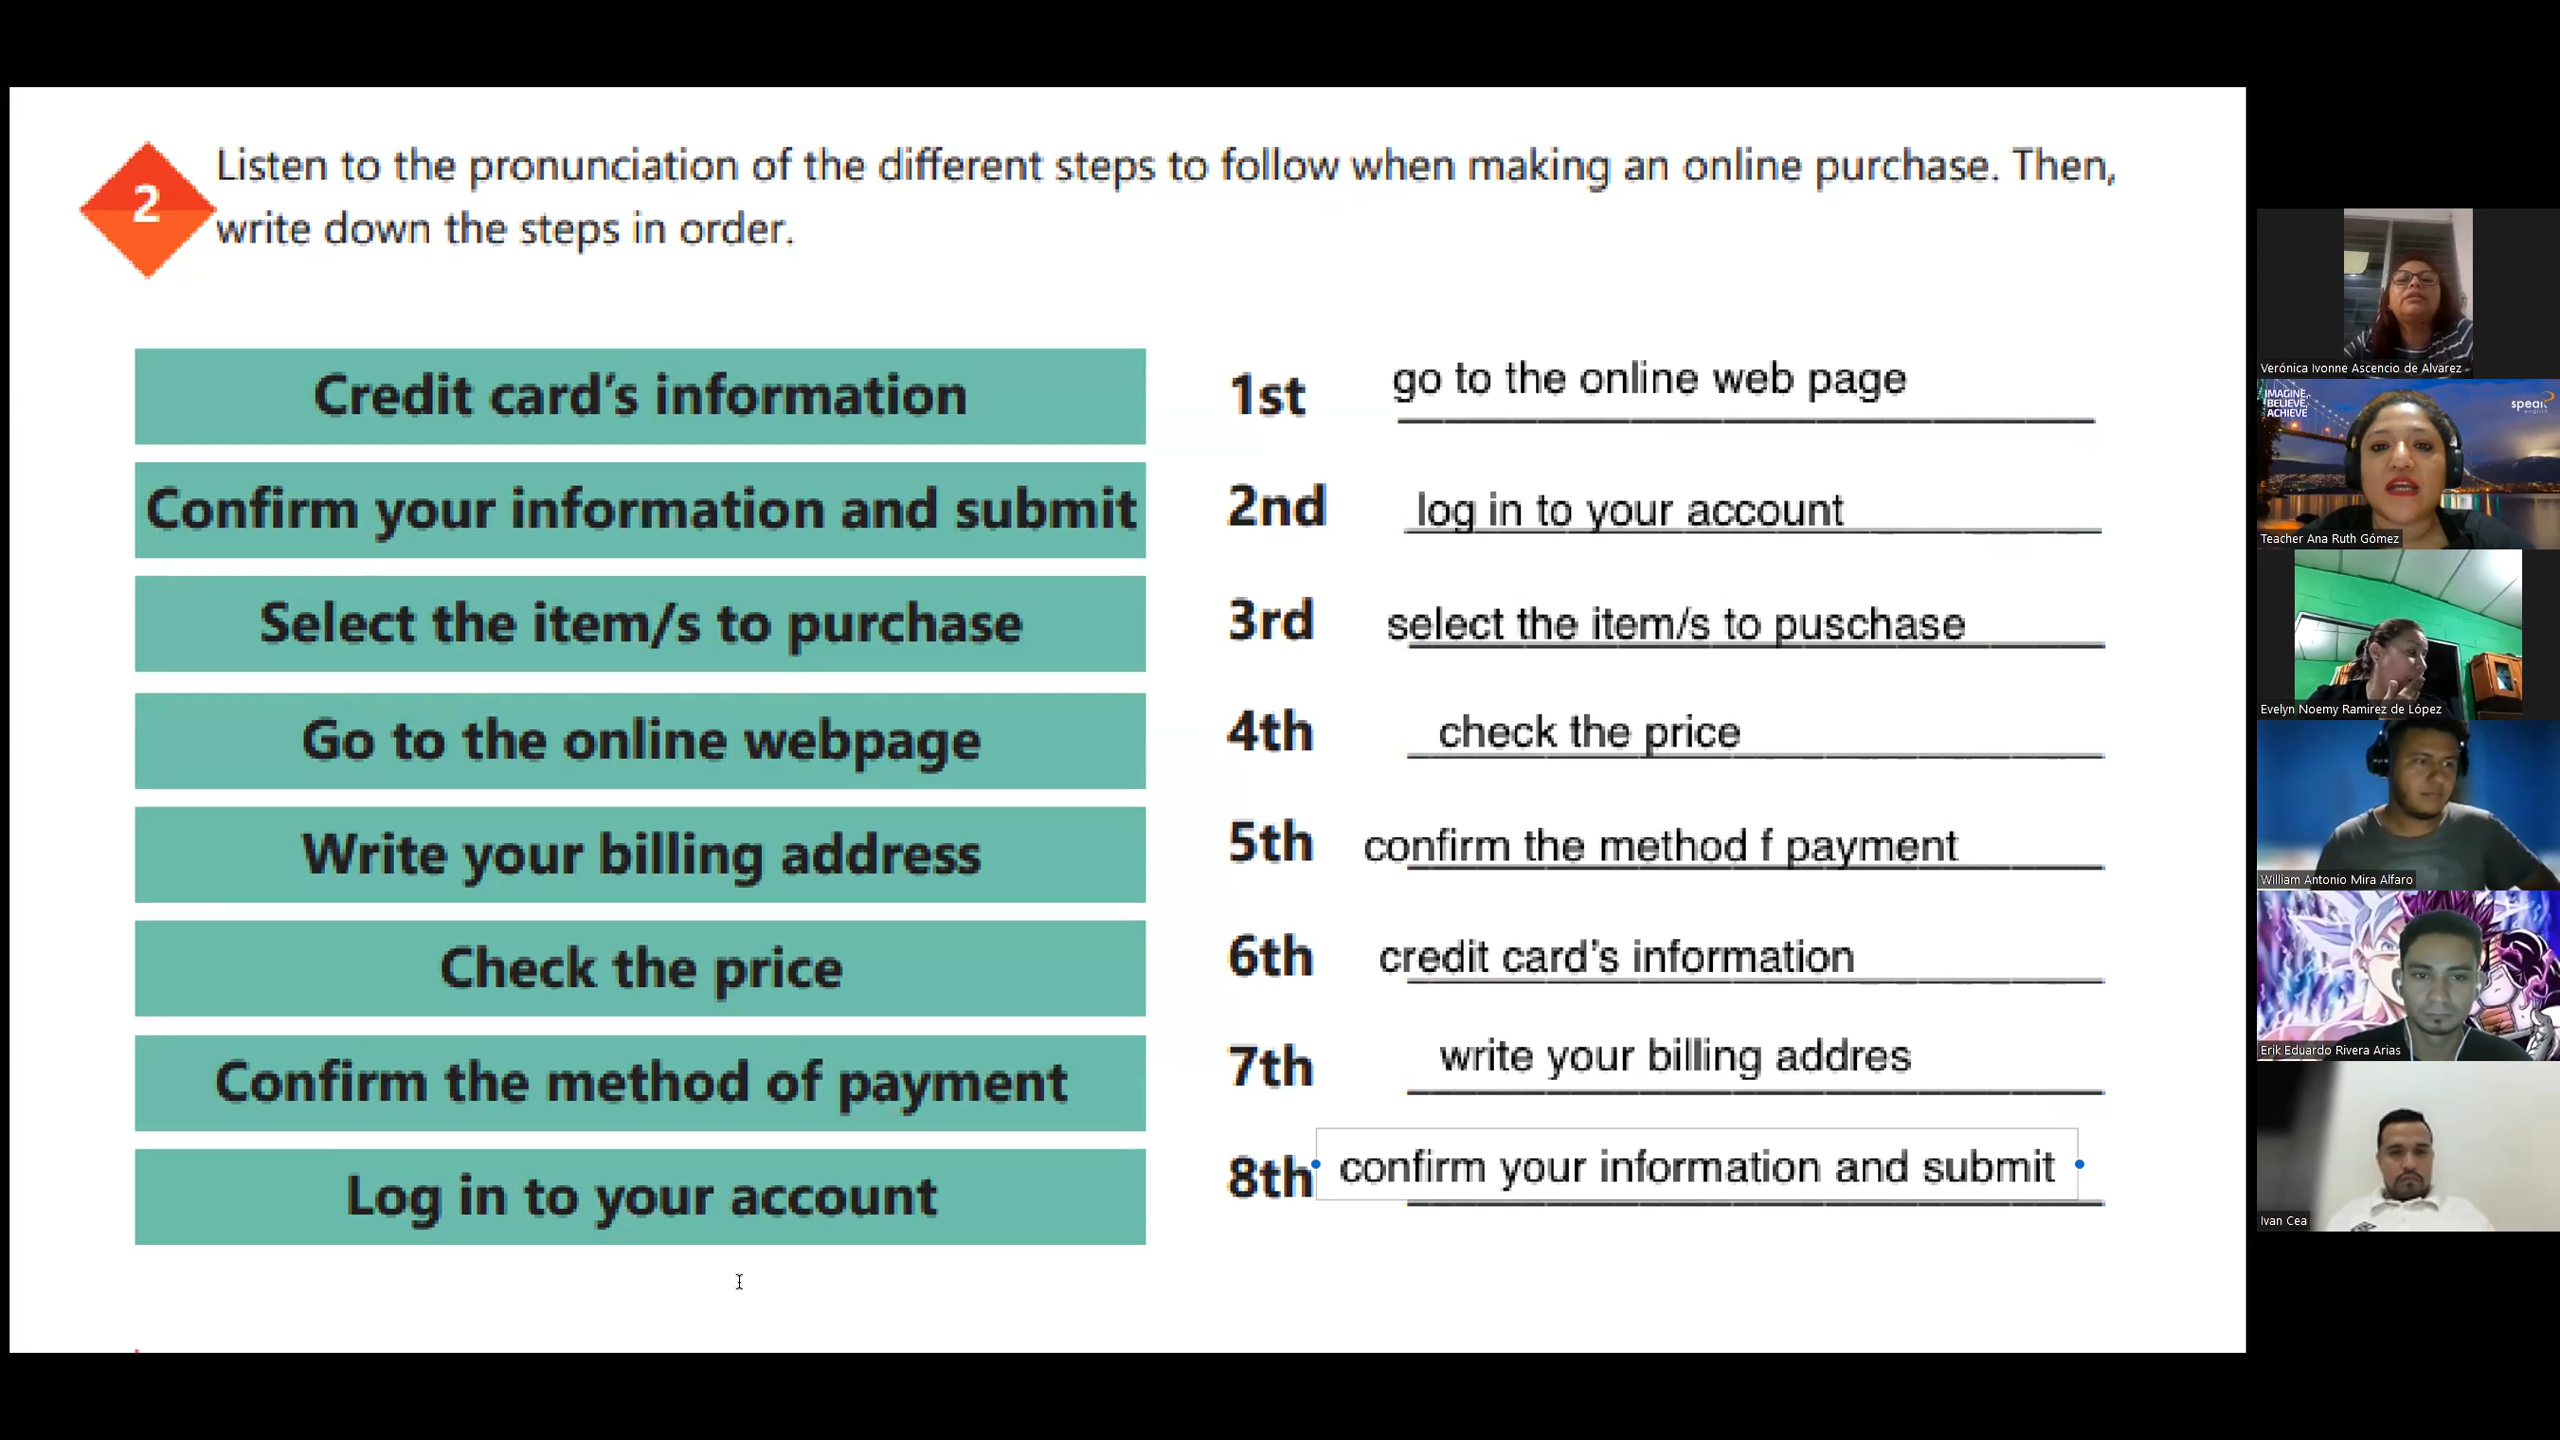 2
Listen to the pronunciation of the different steps to follow when making an online purchase. Then,
write down the steps in order.
Credit card's information
Confirm your information and submit
Select the item/s to purchase
Go to the online webpage
Write your billing address
Check the price
Confirm the method of payment
Log in to your account
1st go to the online web page
2nd log in to your account
3rd select the item/s to puschase
4th check the price
5th confirm the method f payment
6th credit card's information
7th write your billing addres
8th confirm your information and submit
Verónica Ivonne Ascencio de Alvarez
IMAGINE,
BELIEVE,
ACHIEVE
speak
english
Teacher Ana Ruth Gómez
Evelyn Noemy Ramirez de López
William Antonio Mira Alfaro
Erik Eduardo Rivera Arias
Ivan Cea